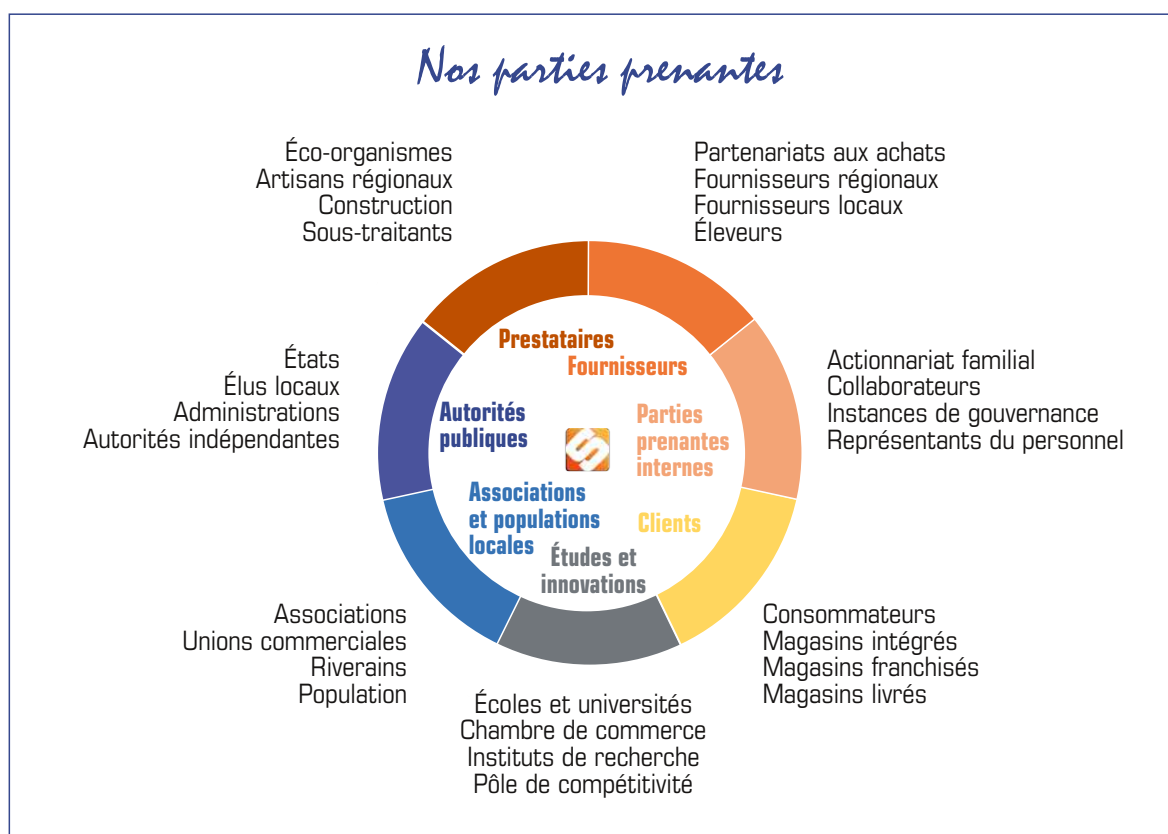 Nos parties prenantes
Éco-organismes
Artisans régionaux
Construction
Sous-traitants
Partenariats aux achats
Fournisseurs régionaux
Fournisseurs locaux
Éleveurs
Prestataires
Fournisseurs
États
Élus locaux
Administrations
Autorités indépendantes
Autorités
publiques
Parties
prenantes
internes
Actionnariat familial
Collaborateurs
Instances de gouvernance
Représentants du personnel
Associations
et populations
locales
Clients
Études et
innovations
Associations
Unions commerciales
Riverains
Population
Écoles et universités
Chambre de commerce
Instituts de recherche
Pôle de compétitivité
Consommateurs
Magasins intégrés
Magasins franchisés
Magasins livrés